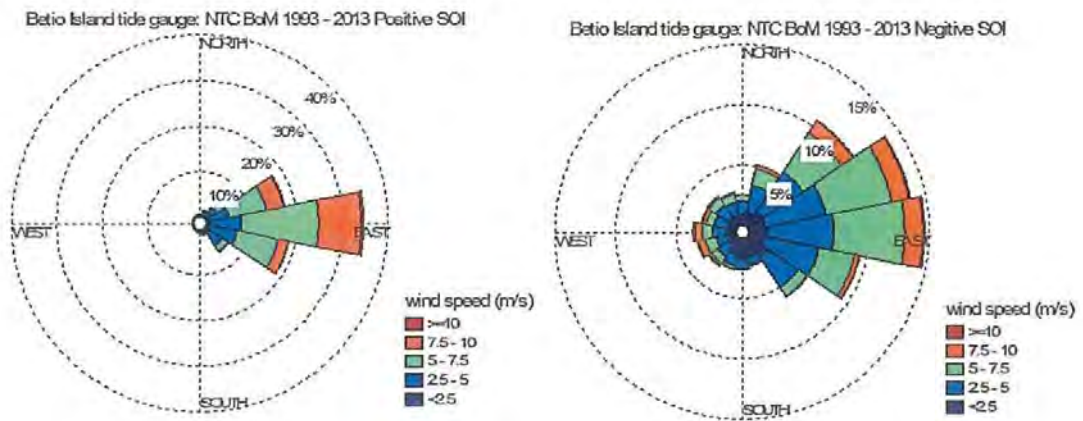 Betio Island tide gauge: NTC BoM 1993 - 2013 Positive SOI
NORTH
40%
30%
20%
10%
WEST
EAST
SOUTH
wind speed (m/s)
>=10
7.5 - 10
5 - 7.5
2.5 - 5
<2.5
Betio Island tide gauge: NTC BoM 1993 - 2013 Negitive SOI
NORTH
15%
10%
5%
WEST
EAST
SOUTH
wind speed (m/s)
>=10
7.5 - 10
5 - 7.5
2.5 - 5
<2.5